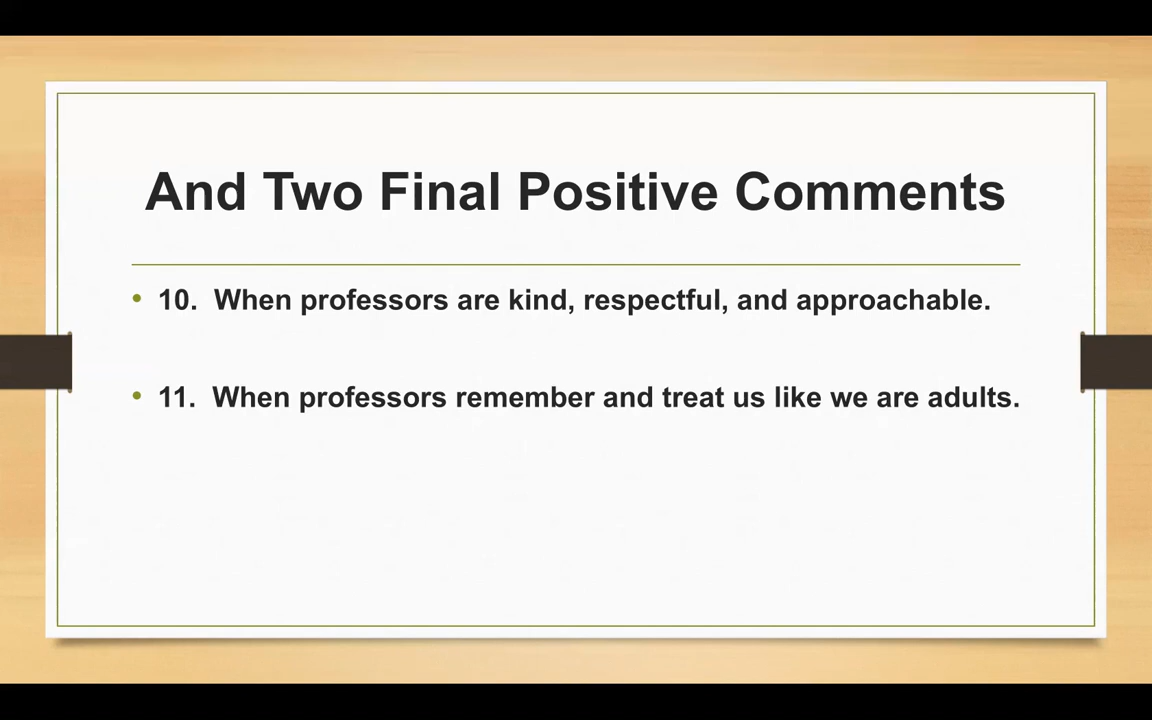 And Two Final Positive Comments
• 10.  When professors are kind, respectful, and approachable.
• 11.  When professors remember and treat us like we are adults.